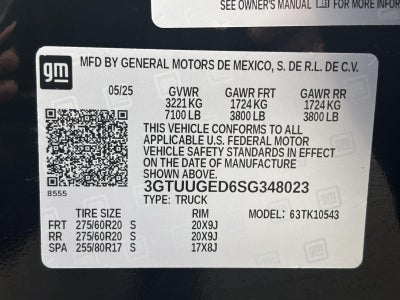 SEE OWNER'S MANUAL
FOR MORE INFORMA
gm
MFD BY GENERAL MOTORS DE MEXICO, S. DE R.L. DE C.V.
05/25 GVWR GAWR FRT GAWR RR
3221 KG 1724 KG 1724 KG
7100 LB 3800 LB 3800 LB
THIS VEHICLE CONFORMS TO ALL
APPLICABLE U.S. FEDERAL MOTOR
VEHICLE SAFETY STANDARDS IN EFFECT
ON THE DATE OF MANUFACTURE
SHOWN ABOVE.
8555 3GTUUGED6SG348023
TYPE: TRUCK
TIRE SIZE RIM MODEL: 63TK10543
FRT 275/60R20 S 20X9J
RR 275/60R20 S 20X9J
SPA 255/80R17 S 17X8J